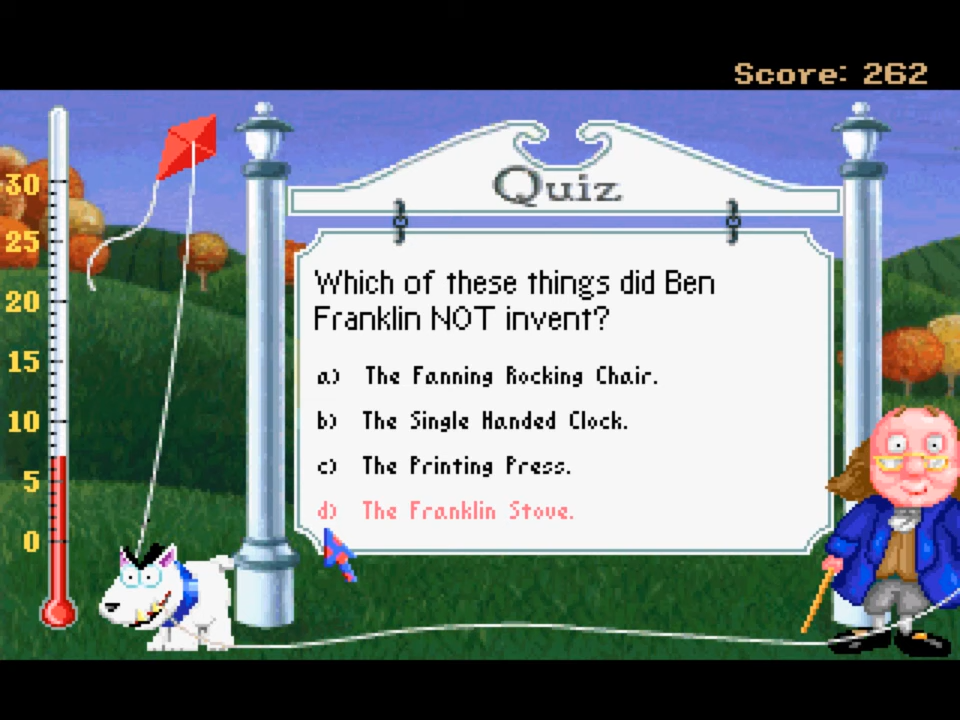 Score: 262
Quiz
30
25
20
15
10
5
0
Which of these things did Ben
Franklin NOT invent?
a) The Fanning Rocking Chair.
b) The Single Handed Clock.
c) The Printing Press.
d) The Franklin Stove.